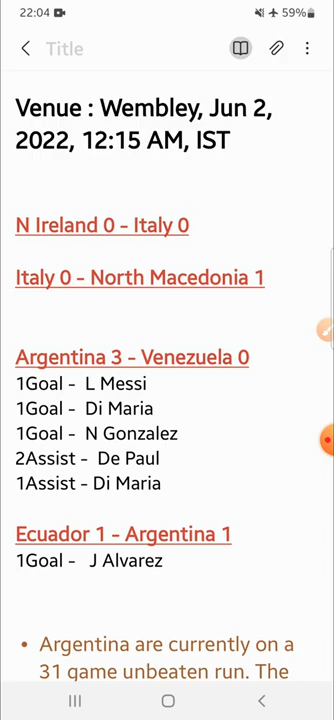 22:04
59%
Title
Venue : Wembley, Jun 2,
2022, 12:15 AM, IST
N Ireland 0 - Italy 0
Italy 0 - North Macedonia 1
Argentina 3 - Venezuela 0
1Goal - L Messi
1Goal - Di Maria
1Goal - N Gonzalez
2Assist - De Paul
1Assist - Di Maria
Ecuador 1 - Argentina 1
1Goal - J Alvarez
• Argentina are currently on a
31 game unbeaten run. The